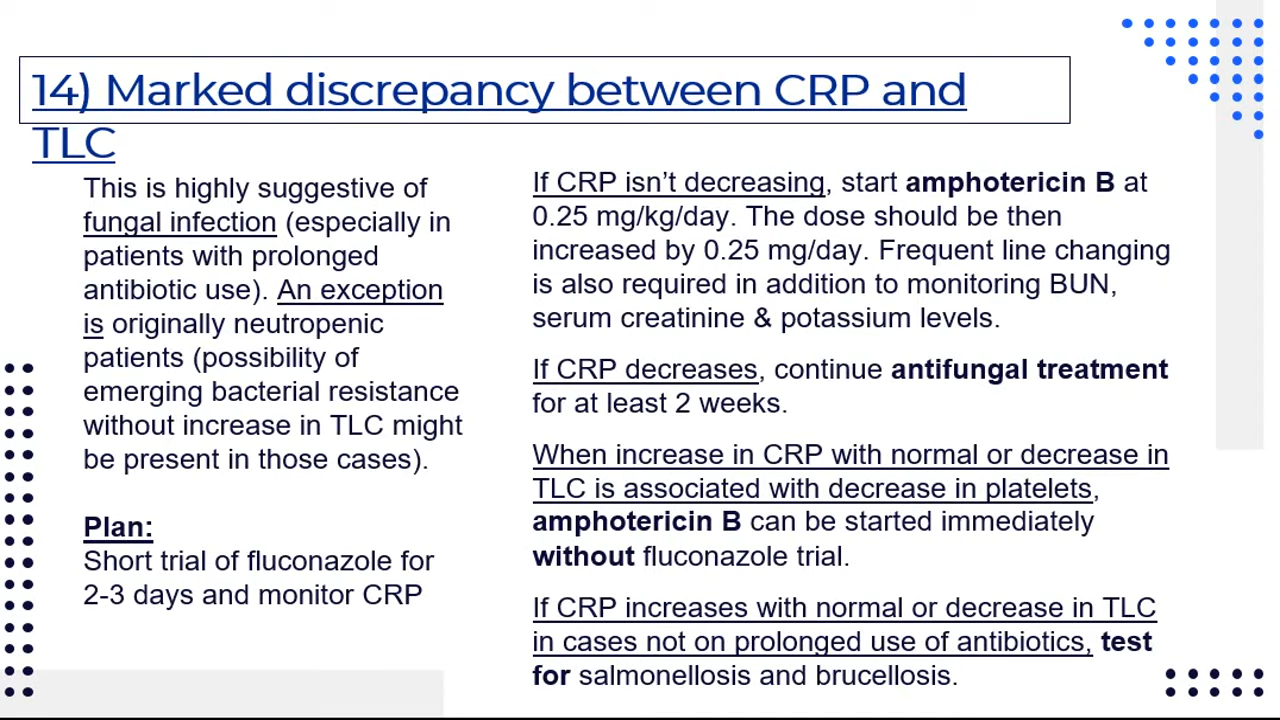 14) Marked discrepancy between CRP and
TLC
This is highly suggestive of
fungal infection (especially in
patients with prolonged
antibiotic use). An exception
is originally neutropenic
patients (possibility of
emerging bacterial resistance
without increase in TLC might
be present in those cases).
Plan:
Short trial of fluconazole for
2-3 days and monitor CRP
If CRP isn’t decreasing, start amphotericin B at
0.25 mg/kg/day. The dose should be then
increased by 0.25 mg/day. Frequent line changing
is also required in addition to monitoring BUN,
serum creatinine & potassium levels.
If CRP decreases, continue antifungal treatment
for at least 2 weeks.
When increase in CRP with normal or decrease in
TLC is associated with decrease in platelets,
amphotericin B can be started immediately
without fluconazole trial.
If CRP increases with normal or decrease in TLC
in cases not on prolonged use of antibiotics, test
for salmonellosis and brucellosis.